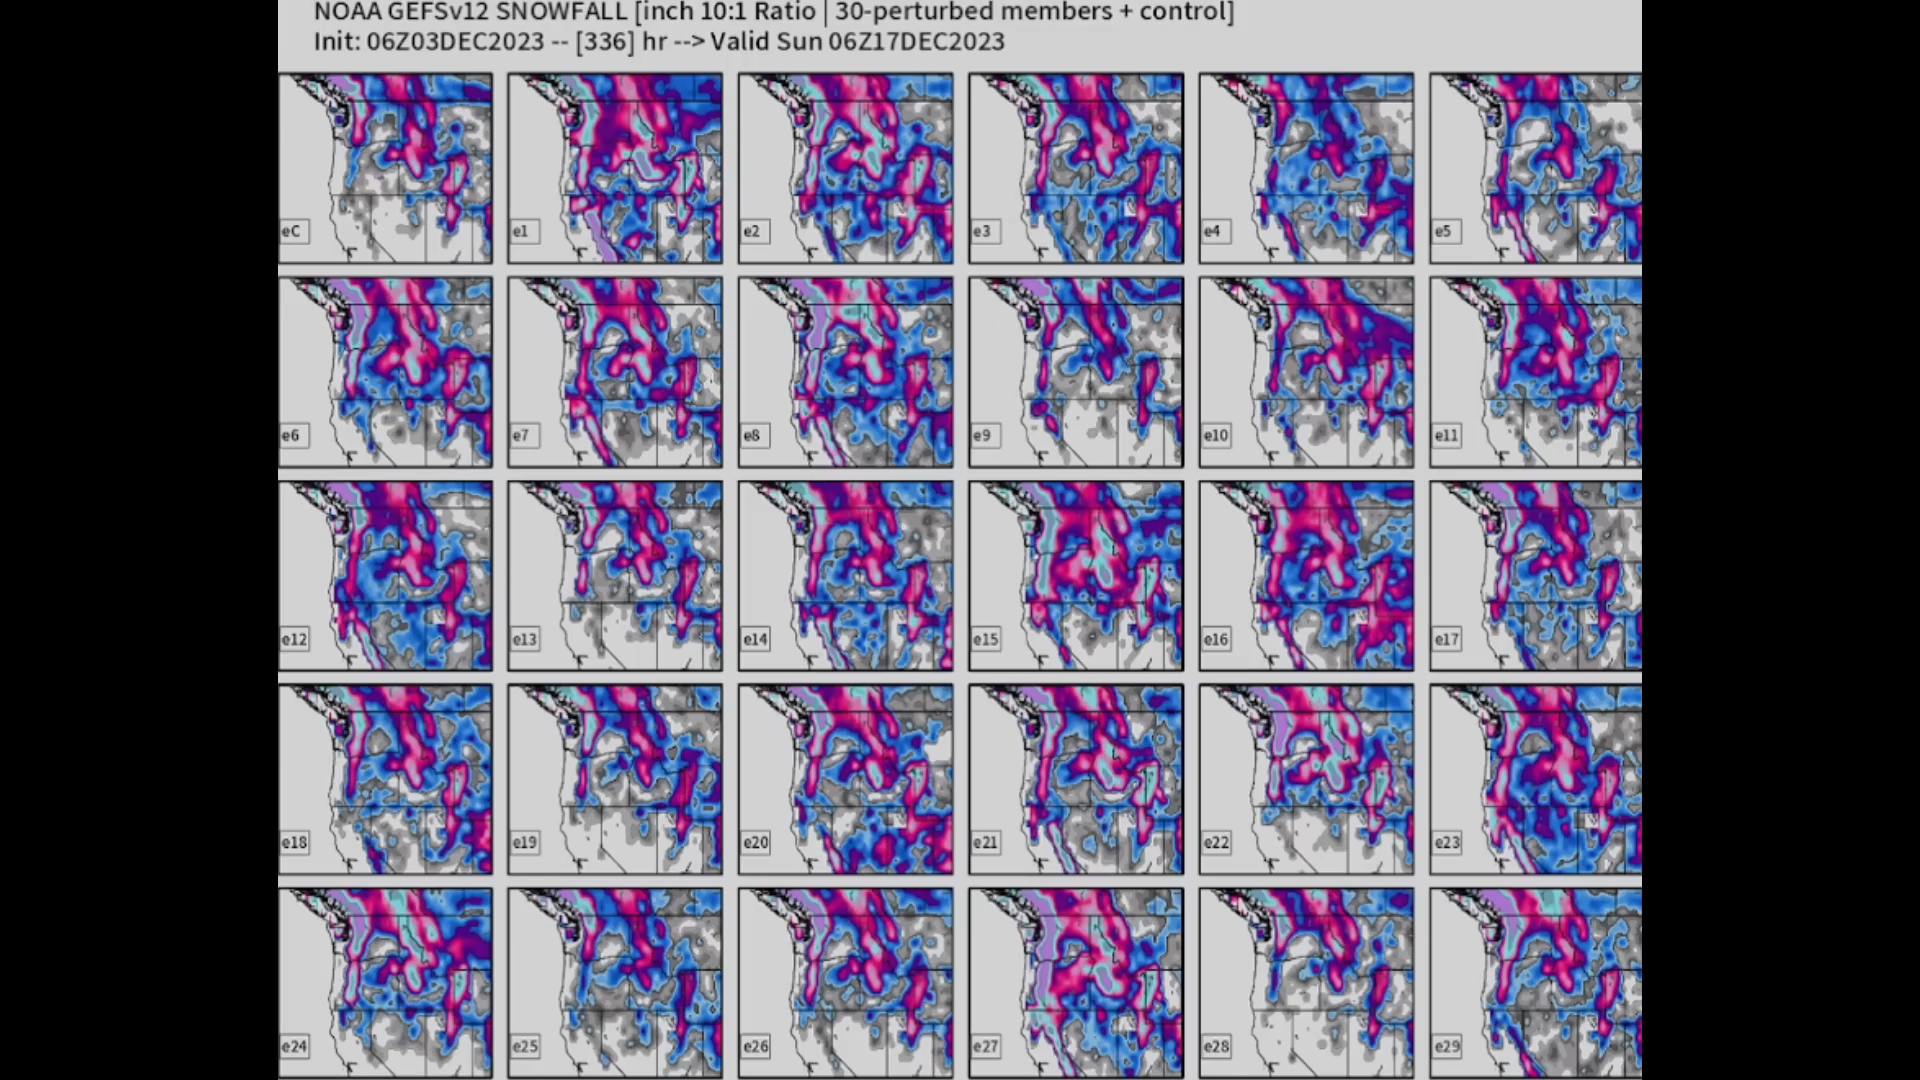 NOAA GEFSv12 SNOWFALL [inch 10:1 Ratio | 30-perturbed members + control]
Init: 06Z03DEC2023 -- [336] hr --> Valid Sun 06Z17DEC2023
eC e1 e2 e3 e4 e5
e6 e7 e8 e9 e10 e11
e12 e13 e14 e15 e16 e17
e18 e19 e20 e21 e22 e23
e24 e25 e26 e27 e28 e29